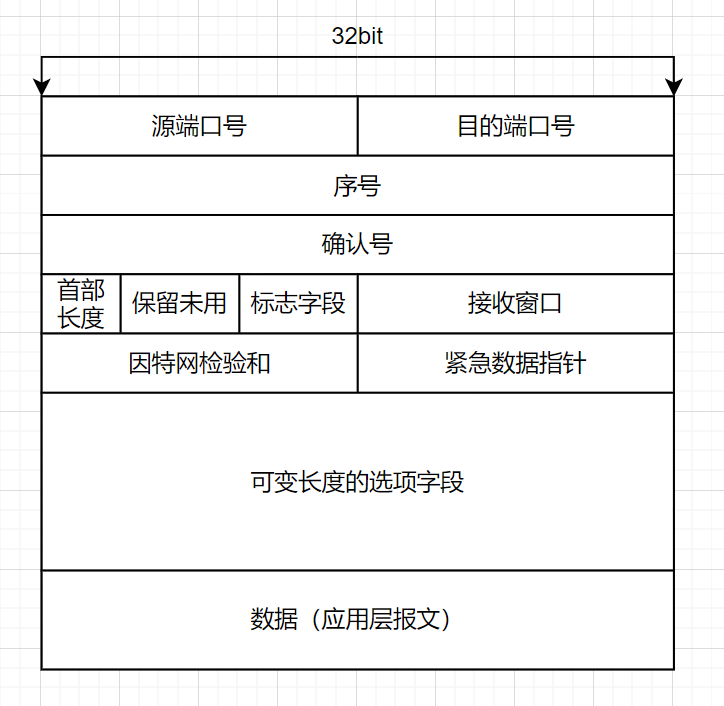 32bit
源端口号
目的端口号
序号
确认号
首部
长度
保留未用
标志字段
接收窗口
因特网检验和
紧急数据指针
可变长度的选项字段
数据（应用层报文）